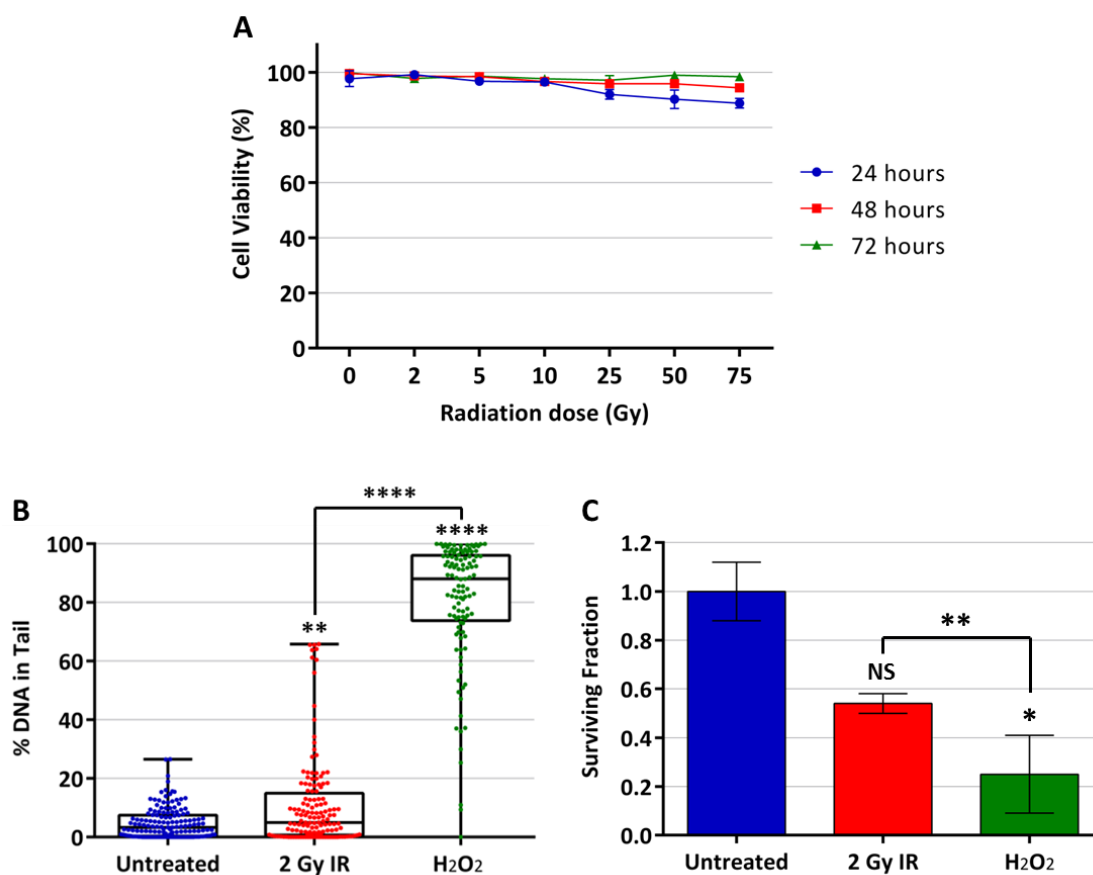 A
Cell Viability (%)
100
80
60
40
20
0
0 2 5 10 25 50 75
Radiation dose (Gy)
24 hours
48 hours
72 hours
B
% DNA in Tail
100
80
60
40
20
0
****
****
**
Untreated 2 Gy IR H₂O₂
C
Surviving Fraction
1.2
1.0
0.8
0.6
0.4
0.2
0.0
**
NS
*
Untreated 2 Gy IR H₂O₂